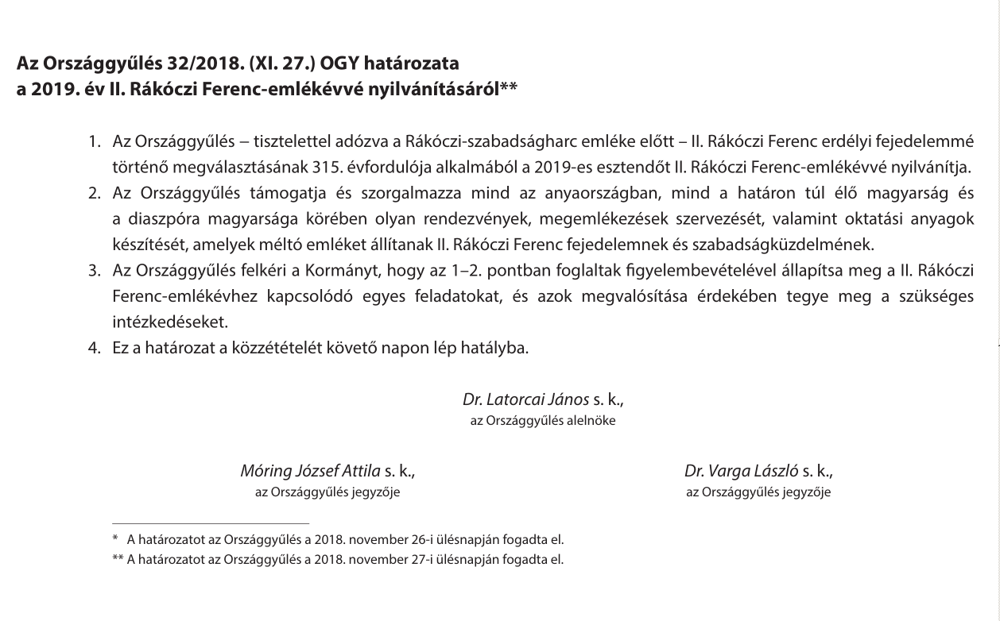 Az Országgyűlés 32/2018. (XI. 27.) OGY határozata
a 2019. év II. Rákóczi Ferenc-emlékévvé nyilvánításáról**
1. Az Országgyűlés − tisztelettel adózva a Rákóczi-szabadságharc emléke előtt – II. Rákóczi Ferenc erdélyi fejedelemmé
történő megválasztásának 315. évfordulója alkalmából a 2019-es esztendőt II. Rákóczi Ferenc-emlékévvé nyilvánítja.
2. Az Országgyűlés támogatja és szorgalmazza mind az anyaországban, mind a határon túl élő magyarság és
a diaszpóra magyarsága körében olyan rendezvények, megemlékezések szervezését, valamint oktatási anyagok
készítését, amelyek méltó emléket állítanak II. Rákóczi Ferenc fejedelemnek és szabadságküzdelmének.
3. Az Országgyűlés felkéri a Kormányt, hogy az 1–2. pontban foglaltak figyelembevételével állapítsa meg a II. Rákóczi
Ferenc-emlékévhez kapcsolódó egyes feladatokat, és azok megvalósítása érdekében tegye meg a szükséges
intézkedéseket.
4. Ez a határozat a közzétételét követő napon lép hatályba.
Dr. Latorcai János s. k.,
az Országgyűlés alelnöke
Móring József Attila s. k., Dr. Varga László s. k.,
az Országgyűlés jegyzője az Országgyűlés jegyzője
* A határozatot az Országgyűlés a 2018. november 26-i ülésnapján fogadta el.
** A határozatot az Országgyűlés a 2018. november 27-i ülésnapján fogadta el.